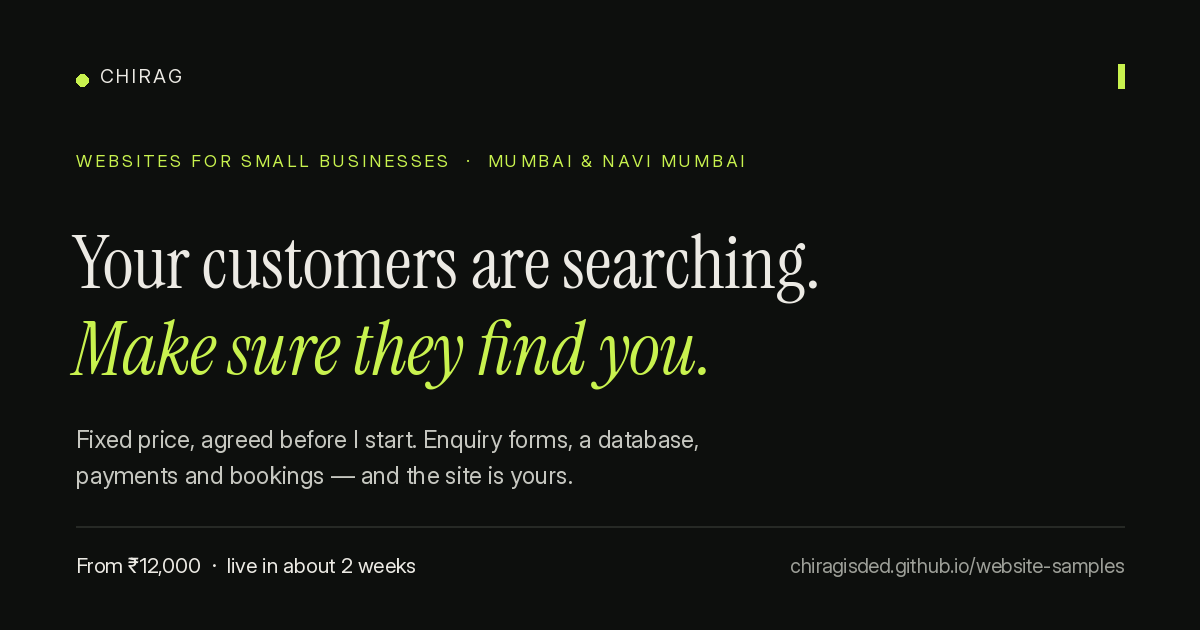 CHIRAG
WEBSITES FOR SMALL BUSINESSES · MUMBAI & NAVI MUMBAI
Your customers are searching.
Make sure they find you.
Fixed price, agreed before I start. Enquiry forms, a database,
payments and bookings — and the site is yours.
From ₹12,000 · live in about 2 weeks
chiragisded.github.io/website-samples